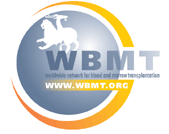 WBMT
worldwide network for blood and marrow transplantation
WWW.WBMT.ORG